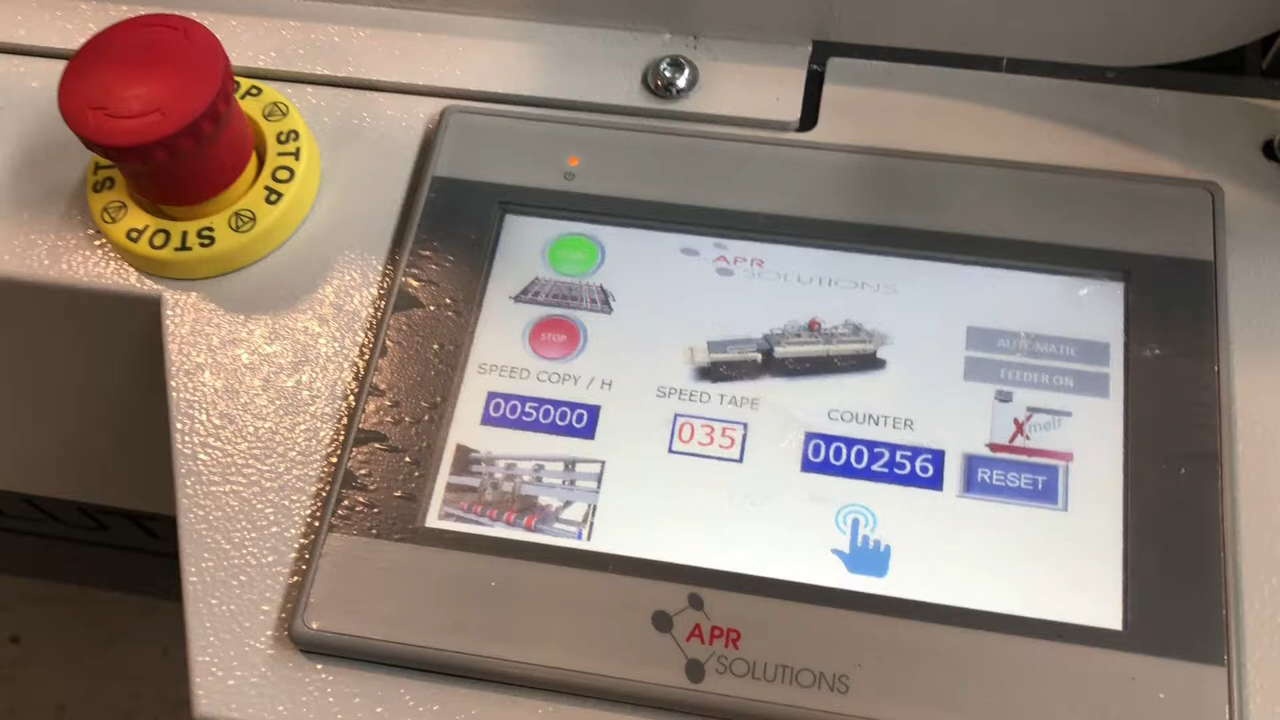 STOP
STOP
STOP
APR
SOLUTIONS
STOP
AUTOMATIC
FEEDER ON
SPEED COPY / H
005000
SPEED TAPE
035
COUNTER
000256
Xmelt
RESET
APR
SOLUTIONS